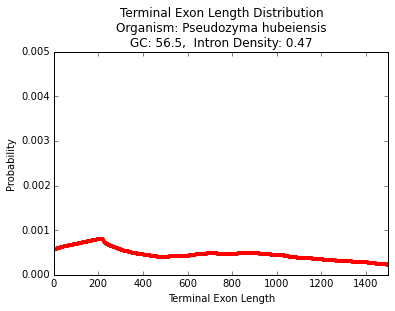 Terminal Exon Length Distribution
Organism: Pseudozyma hubeiensis
GC: 56.5,  Intron Density: 0.47
0.005
0.004
0.003
0.002
0.001
0.000
Probability
0 200 400 600 800 1000 1200 1400
Terminal Exon Length